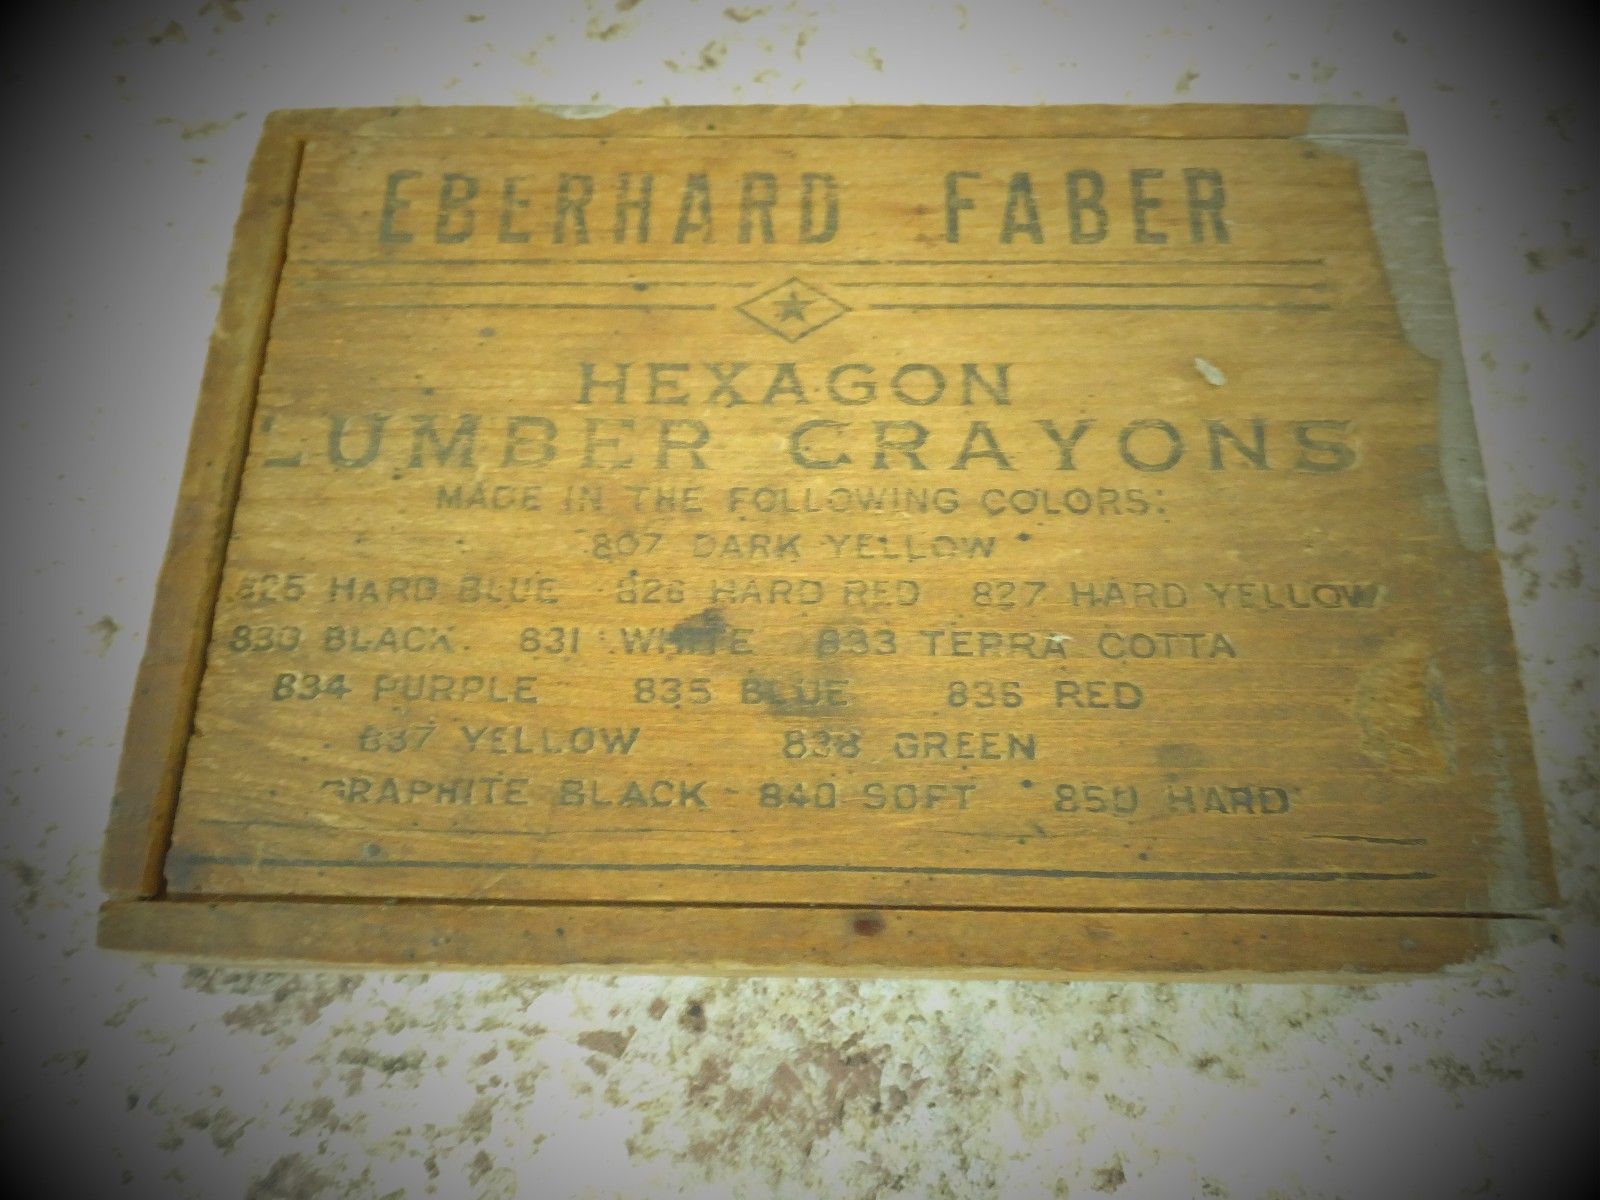 EBERHARD FABER
HEXAGON
LUMBER CRAYONS
MADE IN THE FOLLOWING COLORS:
807 DARK YELLOW
825 HARD BLUE 826 HARD RED 827 HARD YELLOW
830 BLACK 831 WHITE 833 TERRA COTTA
834 PURPLE 835 BLUE 836 RED
837 YELLOW 838 GREEN
GRAPHITE BLACK - 840 SOFT 850 HARD